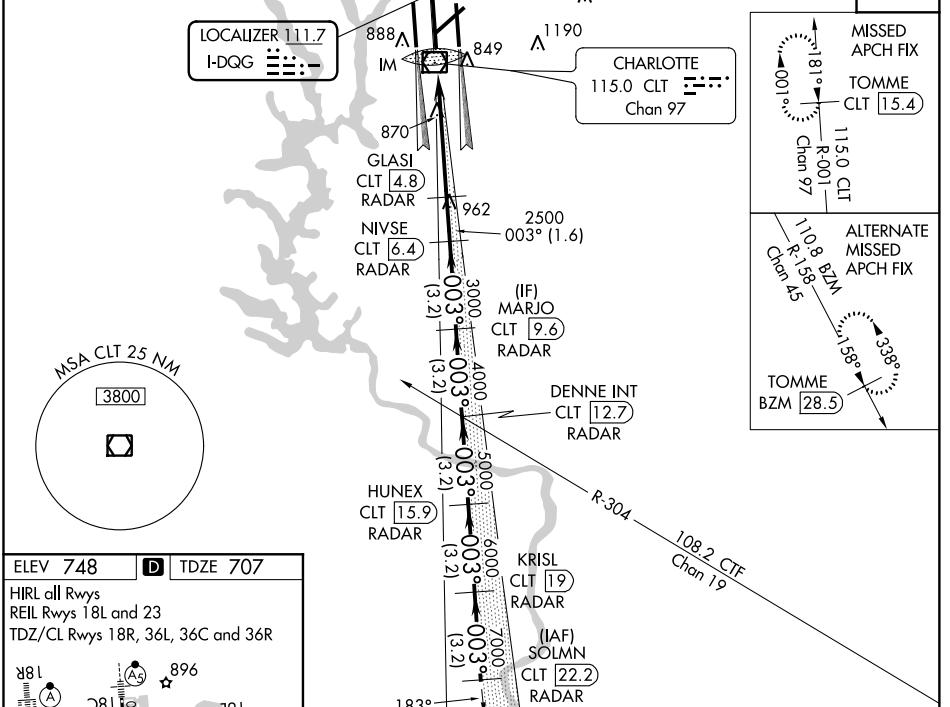 LOCALIZER 111.7
I-DQG
888
IM
849
1190
CHARLOTTE
115.0 CLT
Chan 97
MISSED
APCH FIX
TOMME
CLT 15.4
181°
001°
115.0 CLT
R-001
Chan 97
870
GLASI
CLT 4.8
RADAR
962
NIVSE
CLT 6.4
RADAR
2500
003° (1.6)
ALTERNATE
MISSED
APCH FIX
110.8 BZM
R-158
Chan 45
158°
338°
TOMME
BZM 28.5
003°
3000
(3.2)
(IF)
MARJO
CLT 9.6
RADAR
003°
4000
(3.2)
DENNE INT
CLT 12.7
RADAR
MSA CLT 25 NM
3800
003°
5000
(3.2)
R-304
108.2 CTF
Chan 19
HUNEX
CLT 15.9
RADAR
003°
6000
(3.2)
KRISL
CLT 19
RADAR
003°
7000
(3.2)
(IAF)
SOLMN
CLT 22.2
RADAR
183°
ELEV 748
D
TDZE 707
HIRL all Rwys
REIL Rwys 18L and 23
TDZ/CL Rwys 18R, 36L, 36C and 36R
18R
A
A5
896
18C
18L